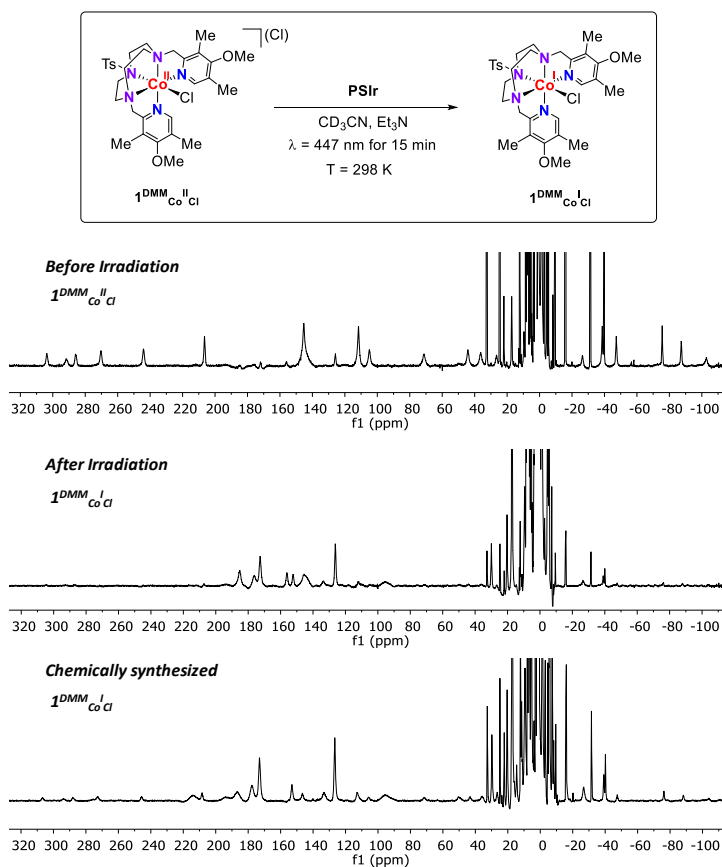 Me
OMe
Me
N
N
Ts
N
N
Co
II
Cl
N
Me
Me
OMe
(Cl)
1DMMCoIICl
PSIr
CD3CN, Et3N
λ = 447 nm for 15 min
T = 298 K
Me
OMe
Me
N
N
Ts
N
N
Co
I
Cl
N
Me
Me
OMe
1DMMCoICl
Before Irradiation
1DMMCoIICl
320 300 280 260 240 220 200 180 160 140 120 100 80 60 40 20 0 -20 -40 -60 -80 -100
f1 (ppm)
After Irradiation
1DMMCoICl
320 300 280 260 240 220 200 180 160 140 120 100 80 60 40 20 0 -20 -40 -60 -80 -100
f1 (ppm)
Chemically synthesized
1DMMCoICl
320 300 280 260 240 220 200 180 160 140 120 100 80 60 40 20 0 -20 -40 -60 -80 -100
f1 (ppm)